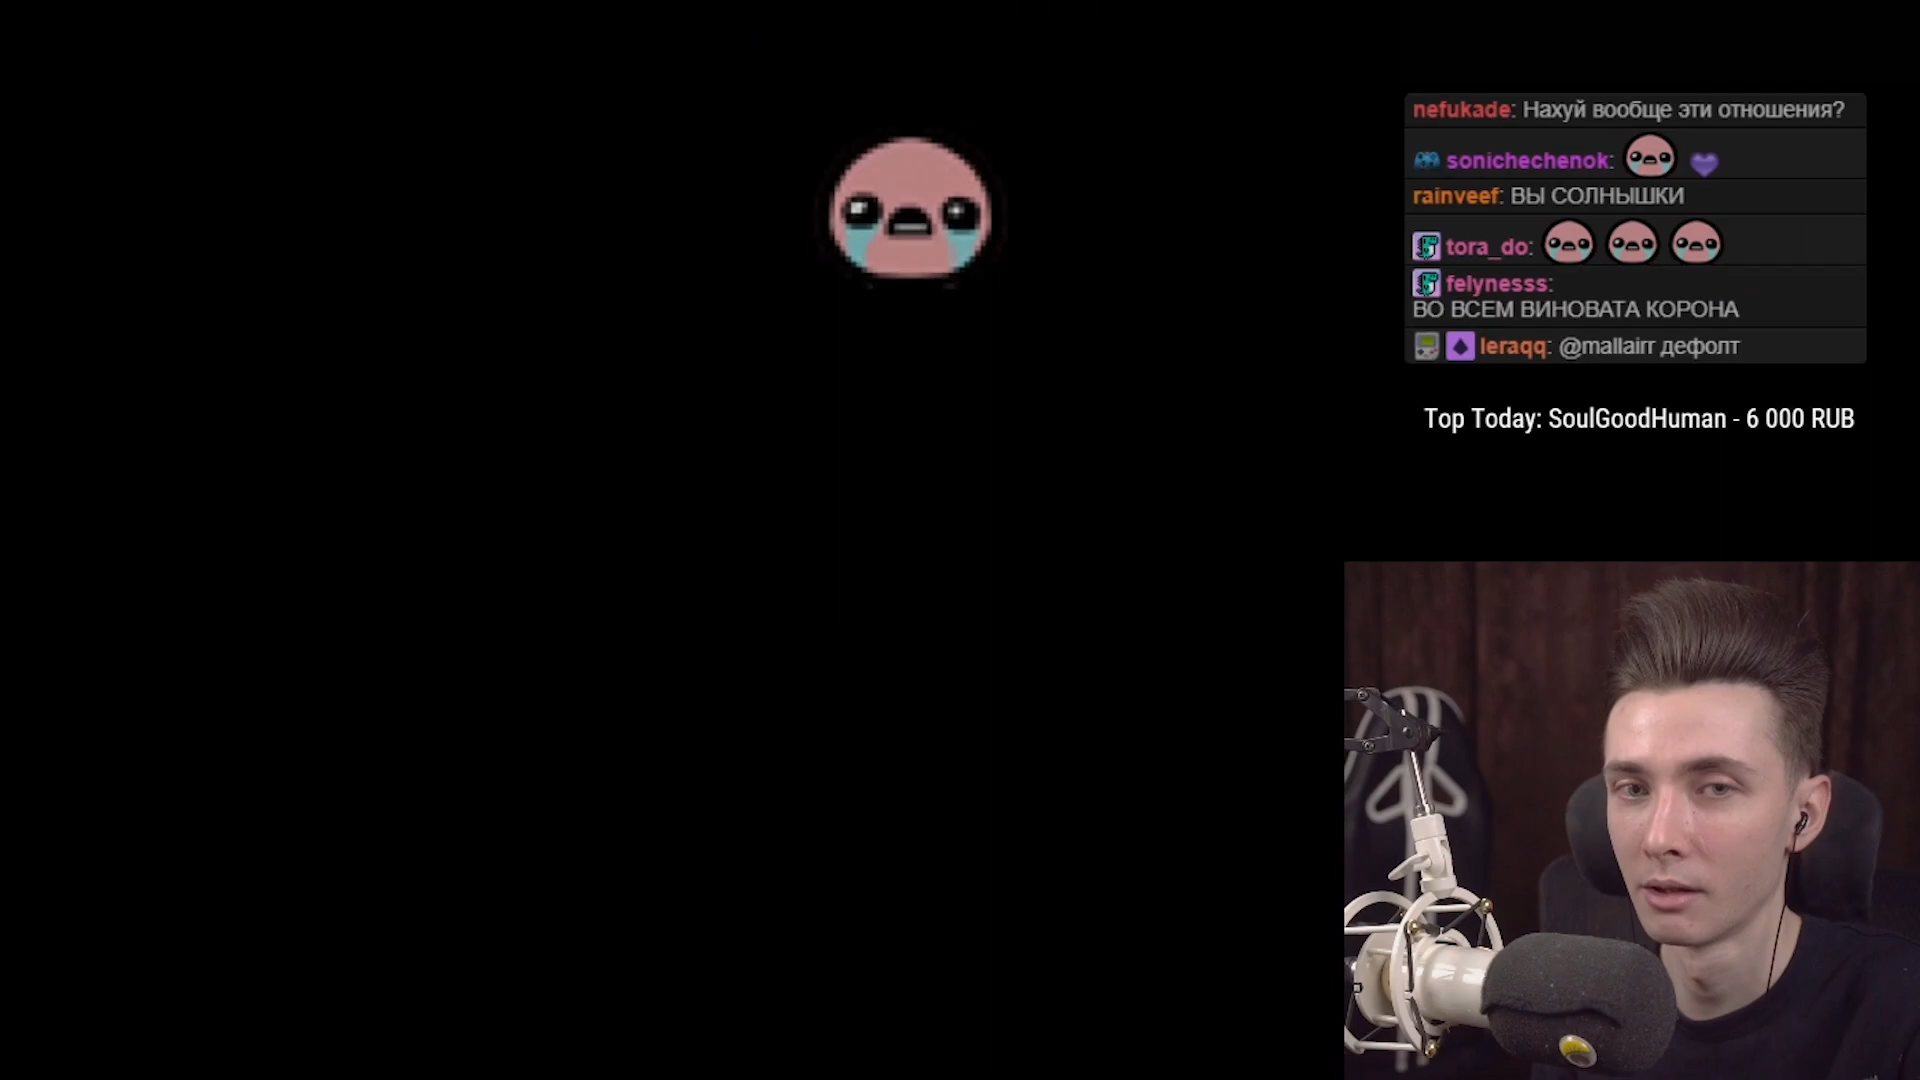 nefukade: Нахуй вообще эти отношения?
sonichechenok:
rainveef: ВЫ СОЛНЫШКИ
tora_do:
felynesss:
ВО ВСЕМ ВИНОВАТА КОРОНА
leraqq: @mallairr дефолт
Top Today: SoulGoodHuman - 6 000 RUB